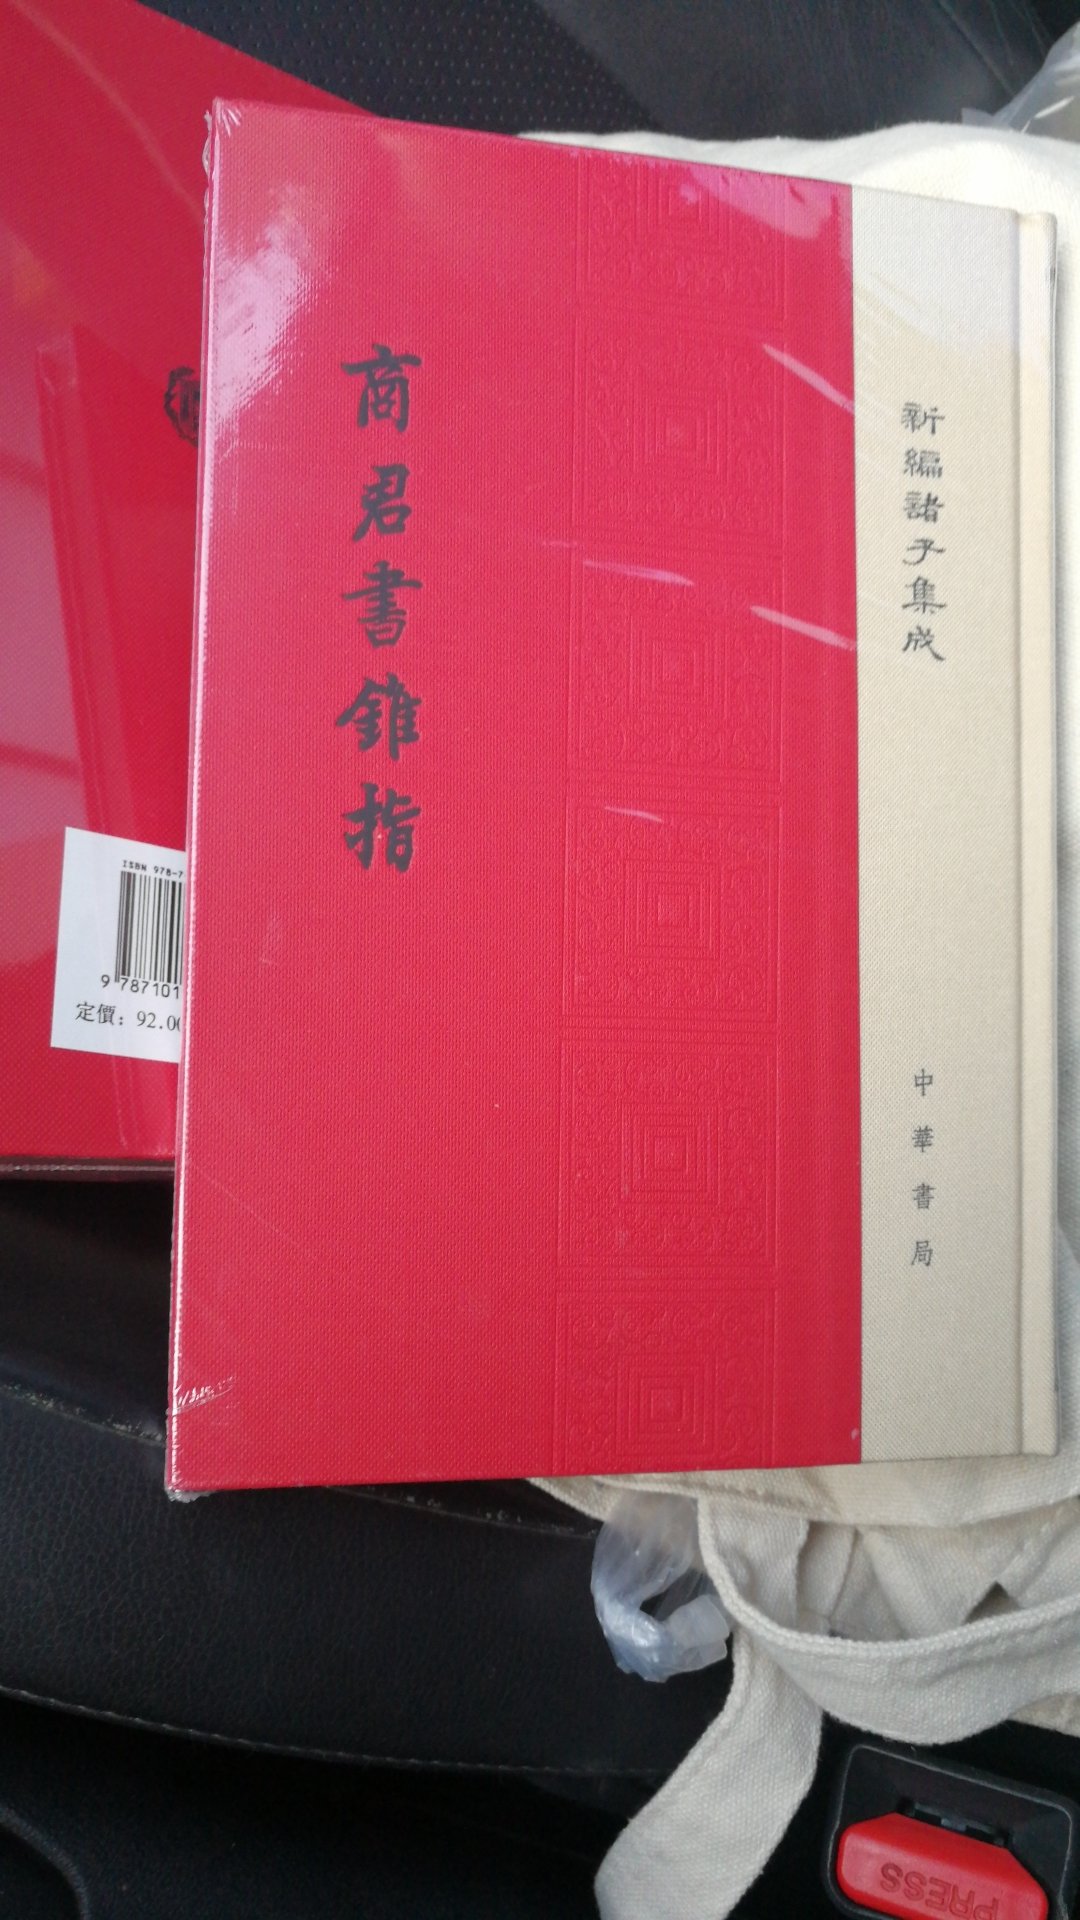 新編諸子集成
中華書局
商君書錐指
ISBN 978-7
9 787101
定價：92.00
PRESS